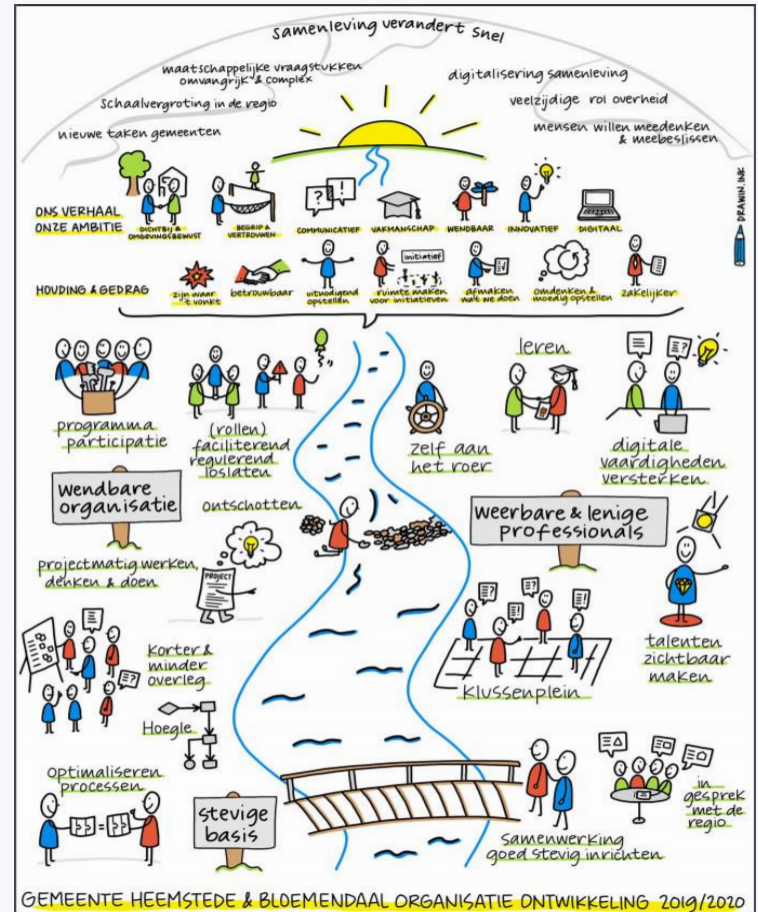 samenleving verandert snel
maatschappelijke vraagstukken
omvangrijk & complex
digitalisering samenleving
schaalvergroting in de regio
veelzijdige rol overheid
nieuwe taken gemeenten
mensen willen meedenken
& meebeslissen
DRAWIN.INK
ONS VERHAAL
ONZE AMBITIE
DICHTBIJ &
OMGEVINGSBEWUST
BEGRIP &
VERTROUWEN
? !
COMMUNICATIEF
VAKMANSCHAP
WENDBAAR
INNOVATIEF
DIGITAAL
HOUDING & GEDRAG
zijn waar
't vonkt
betrouwbaar
uitnodigend
opstellen
initiatief
ruimte maken
voor initiatieven
afmaken
wat we doen
omdenken &
moedig opstellen
zakelijker
programma
participatie
(rollen)
faciliterend
regulerend
loslaten
zelf aan
het roer
leren
?
digitale
vaardigheden
versterken
wendbare
organisatie
ontschotten
weerbare & lenige
professionals
projectmatig werken,
denken & doen
PROJECT
korter &
minder
overleg
?
Hoegle
? ? ! !
klussenplein
talenten
zichtbaar
maken
optimaliseren
processen
=
stevige
basis
samenwerking
goed stevig inrichten
in
gesprek
met de
regio
GEMEENTE HEEMSTEDE & BLOEMENDAAL ORGANISATIE ONTWIKKELING 2019/2020